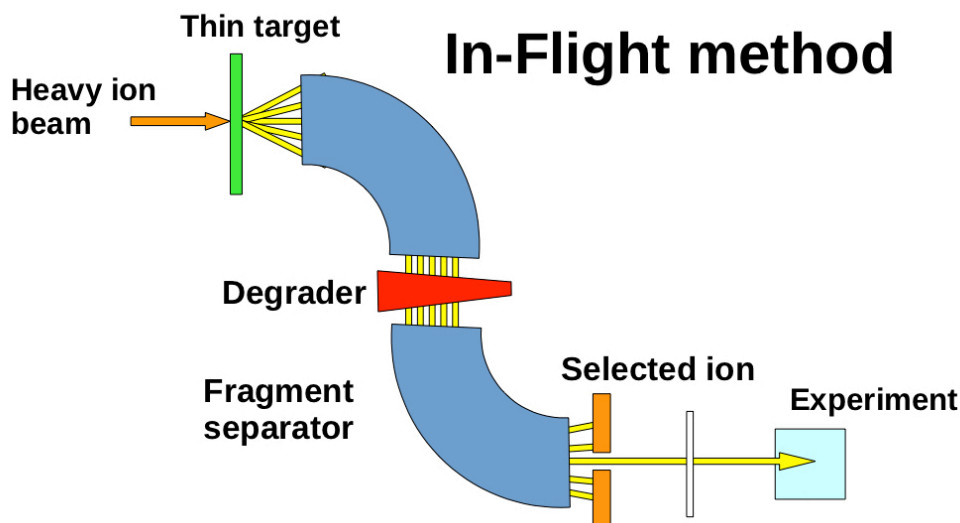 Thin target
In-Flight method
Heavy ion
beam
Degrader
Fragment
separator
Selected ion
Experiment